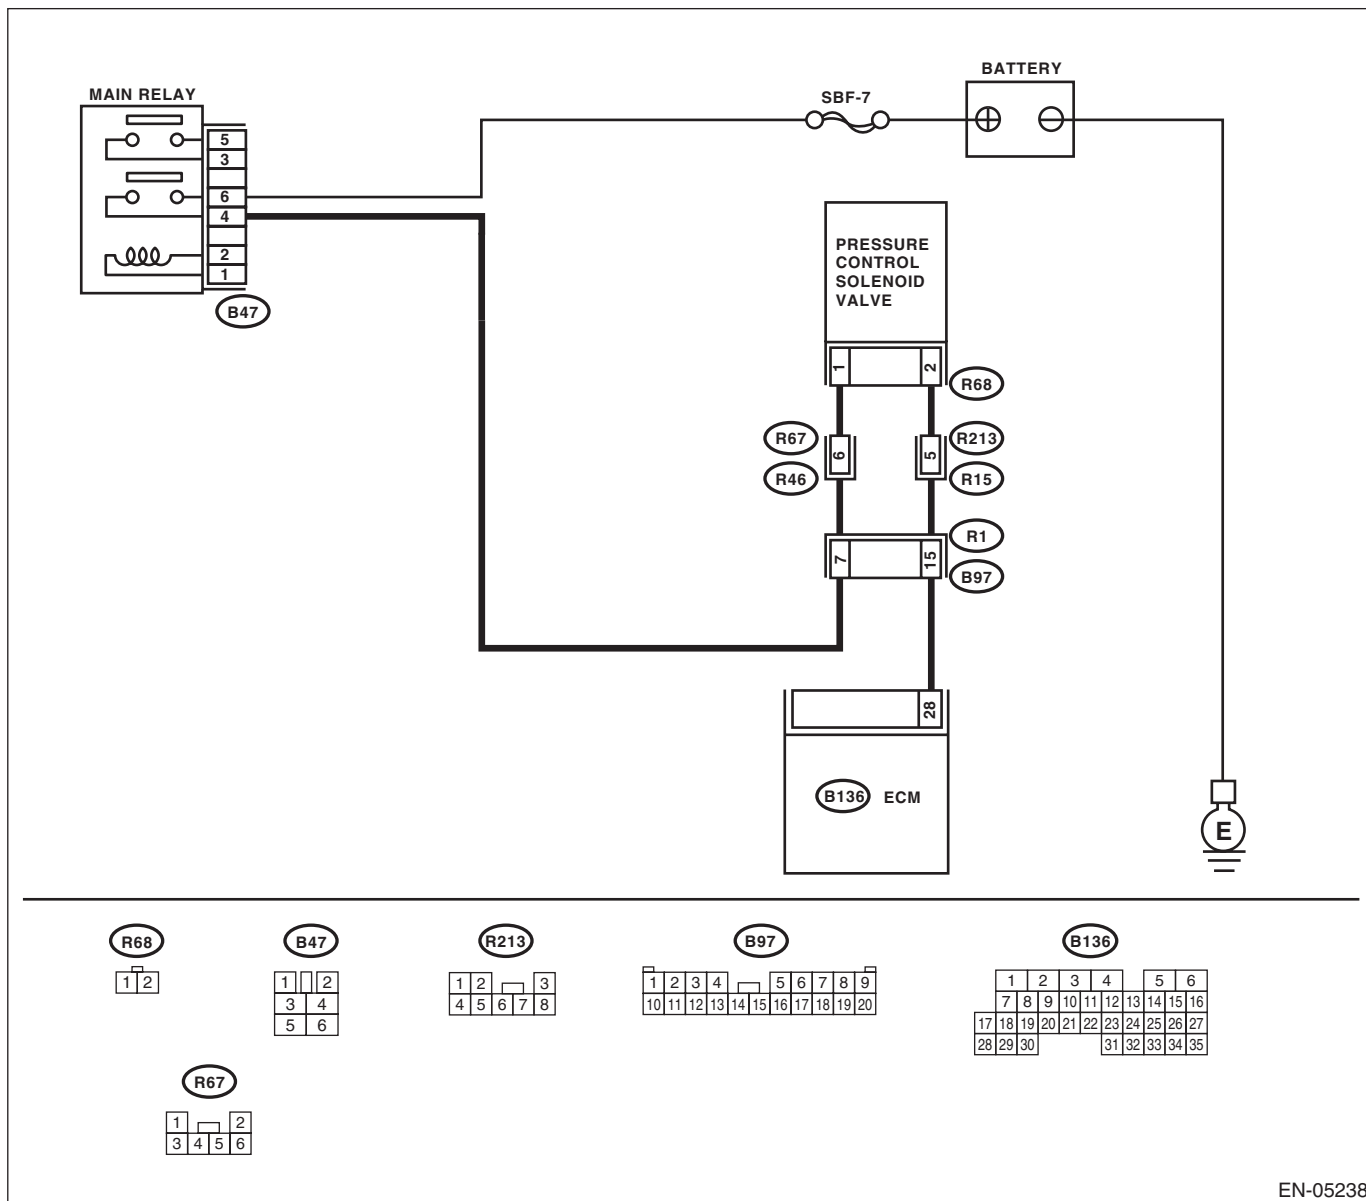 BATTERY
MAIN RELAY
SBF-7
5
3
6
4
2
1
B47
PRESSURE
CONTROL
SOLENOID
VALVE
1 2
R68
R67 6 5 R213
R46 R15
R1
7 15
B97
28
B136 ECM
E
R68 B47 R213 B97 B136
R68
1 2
B47
1 2
3 4
5 6
R213
1 2 3
4 5 6 7 8
B97
1 2 3 4 5 6 7 8 9
10 11 12 13 14 15 16 17 18 19 20
B136
1 2 3 4 5 6
7 8 9 10 11 12 13 14 15 16
17 18 19 20 21 22 23 24 25 26 27
28 29 30 31 32 33 34 35
R67
1 2
3 4 5 6
EN-05238